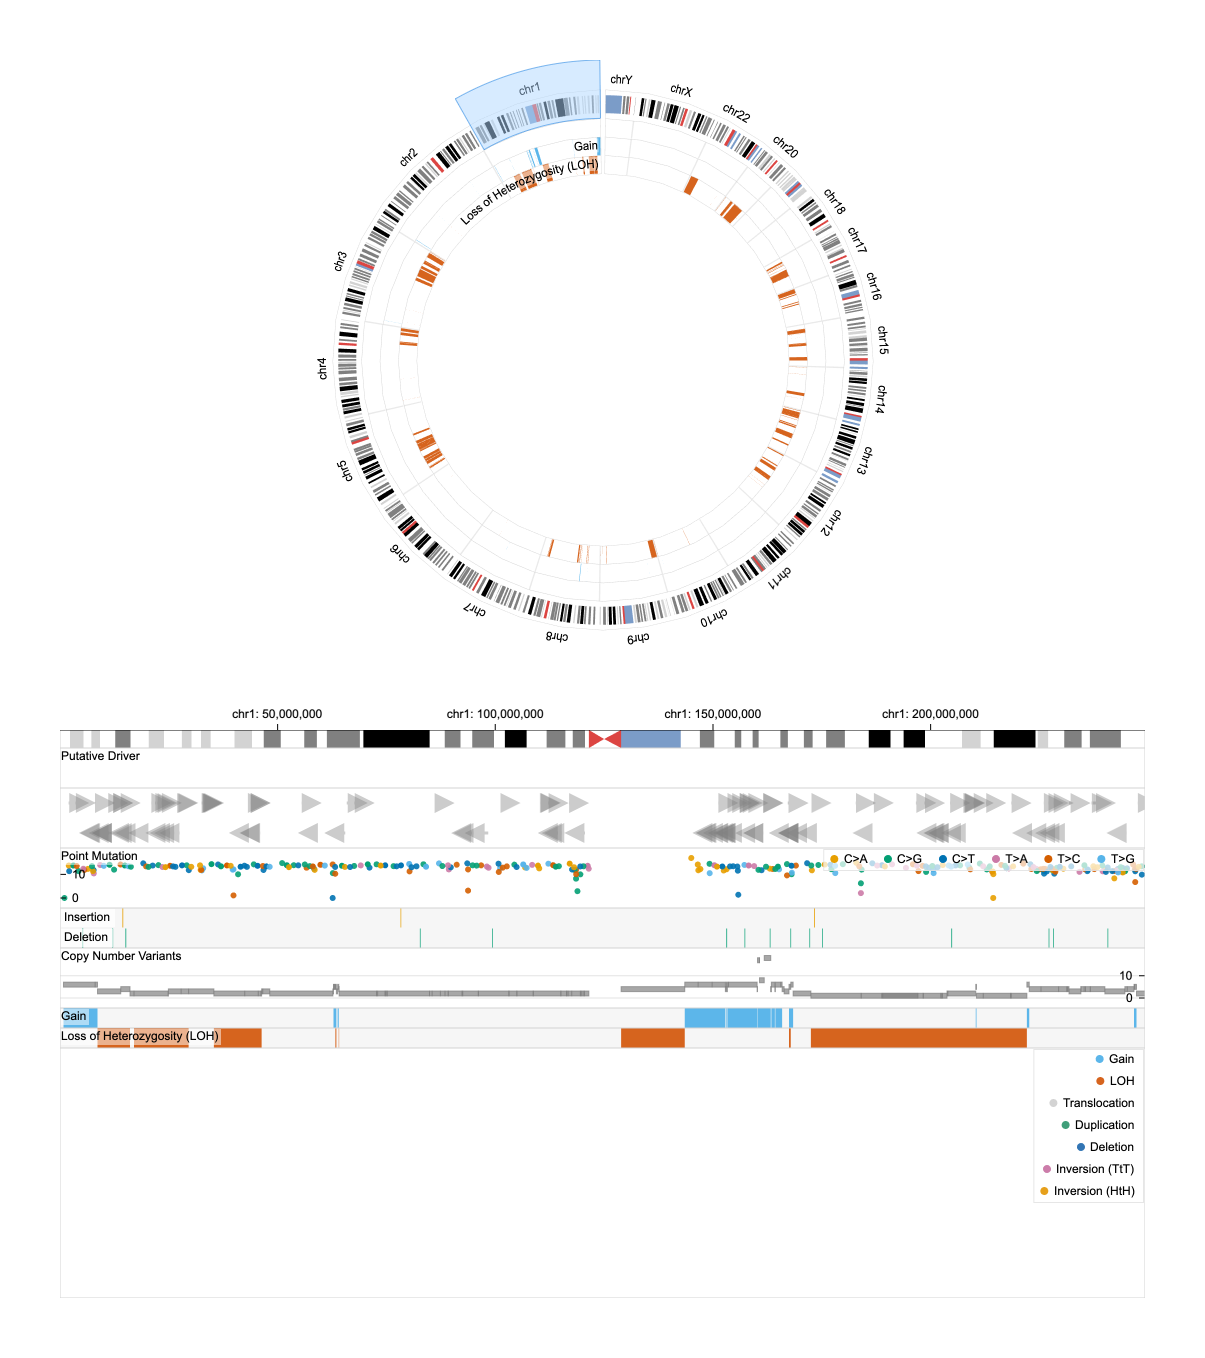 chrY
chrX
chr22
chr20
chr18
chr17
chr16
chr15
chr14
chr13
chr12
chr11
chr10
chr9
chr8
chr7
chr6
chr5
chr4
chr3
chr2
chr1
Gain
Loss of Heterozygosity (LOH)
chr1: 50,000,000 chr1: 100,000,000 chr1: 150,000,000 chr1: 200,000,000
Putative Driver
Point Mutation
C>A C>G C>T T>A T>C T>G
10
0
Insertion
Deletion
Copy Number Variants
10
0
Gain
Loss of Heterozygosity (LOH)
Gain
LOH
Translocation
Duplication
Deletion
Inversion (TtT)
Inversion (HtH)